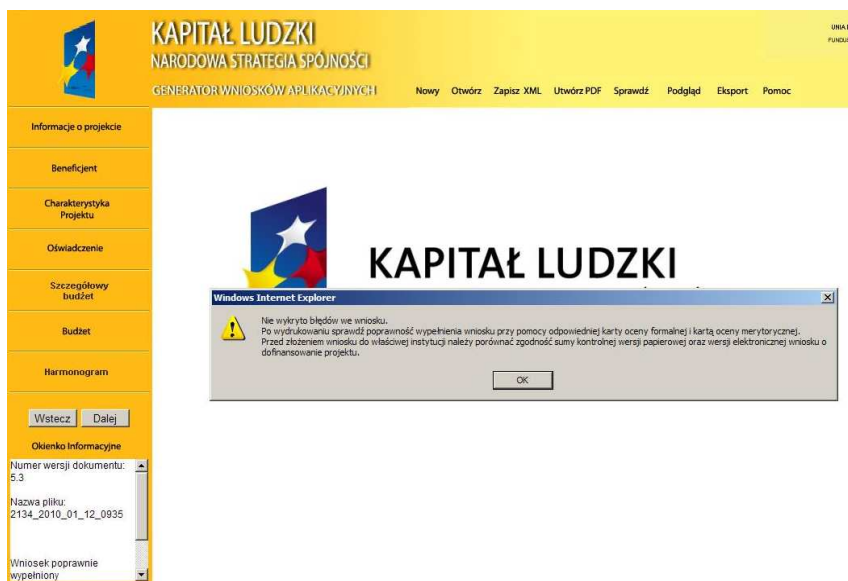 KAPITAŁ LUDZKI
NARODOWA STRATEGIA SPÓJNOŚCI
GENERATOR WNIOSKÓW APLIKACYJNYCH
UNIA
Nowy Otwórz Zapisz XML Utwórz PDF Sprawdź Podgląd Eksport Pomoc
Informacje o projekcie
Beneficjent
Charakterystyka
Projektu
Oświadczenie
Szczegółowy
budżet
Budżet
Harmonogram
Wstecz Dalej
Okienko Informacyjne
Numer wersji dokumentu:
5.3
Nazwa pliku:
2134_2010_01_12_0935
Wniosek poprawnie
wypełniony
KAPITAŁ LUDZKI
Windows Internet Explorer
Nie wykryto błędów we wniosku.
Po wydrukowaniu sprawdź poprawność wypełnienia wniosku przy pomocy odpowiedniej karty oceny formalnej i kartą oceny merytorycznej.
Przed złożeniem wniosku do właściwej instytucji należy porównać zgodność sumy kontrolnej wersji papierowej oraz wersji elektronicznej wniosku o
dofinansowanie projektu.
OK